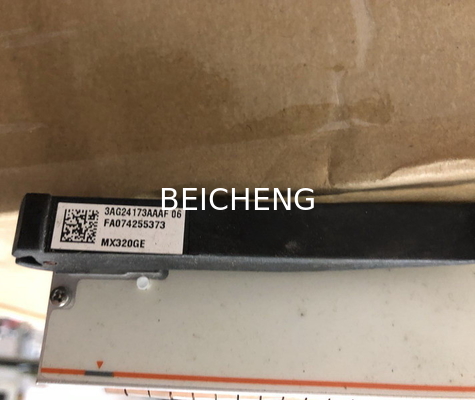 BEICHENG
3AG24173AAAF 06
FA074255373
MX320GE